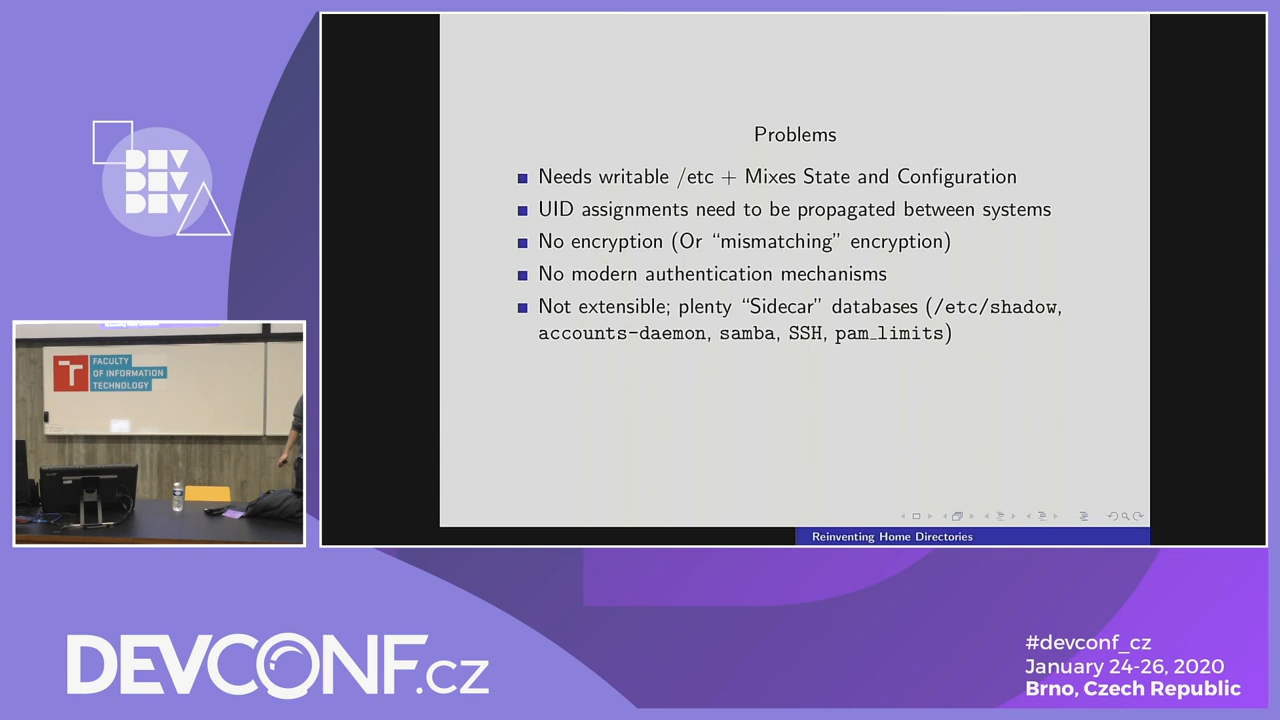 DEV
DEV
DEV
Problems
Needs writable /etc + Mixes State and Configuration
UID assignments need to be propagated between systems
No encryption (Or “mismatching” encryption)
No modern authentication mechanisms
Not extensible; plenty “Sidecar” databases (/etc/shadow,
accounts-daemon, samba, SSH, pam_limits)
Reinventing Home Directories
FACULTY
OF INFORMATION
TECHNOLOGY
DEVCONF.cz
#devconf_cz
January 24-26, 2020
Brno, Czech Republic